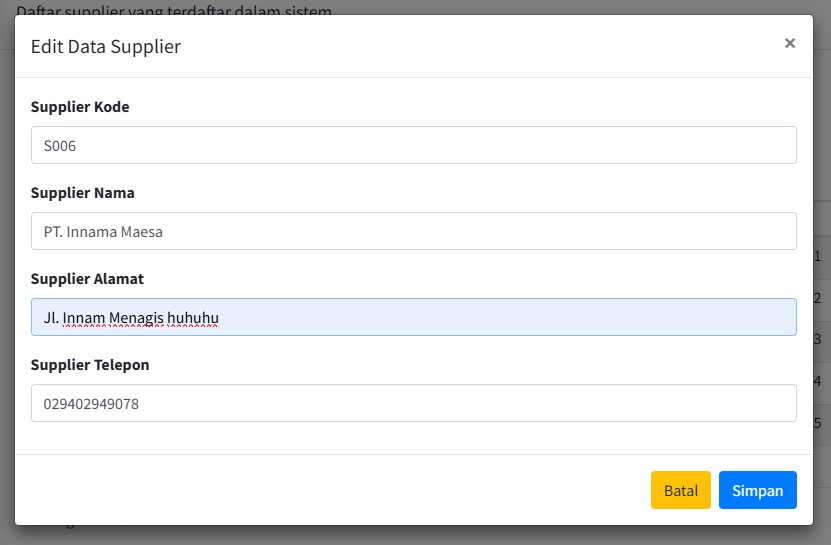 Daftar supplier yang terdaftar dalam sistem
Edit Data Supplier
×
Supplier Kode
S006
Supplier Nama
PT. Innama Maesa
Supplier Alamat
Jl. Innam Menagis huhuhu
Supplier Telepon
029402949078
Batal
Simpan
1
2
3
4
5